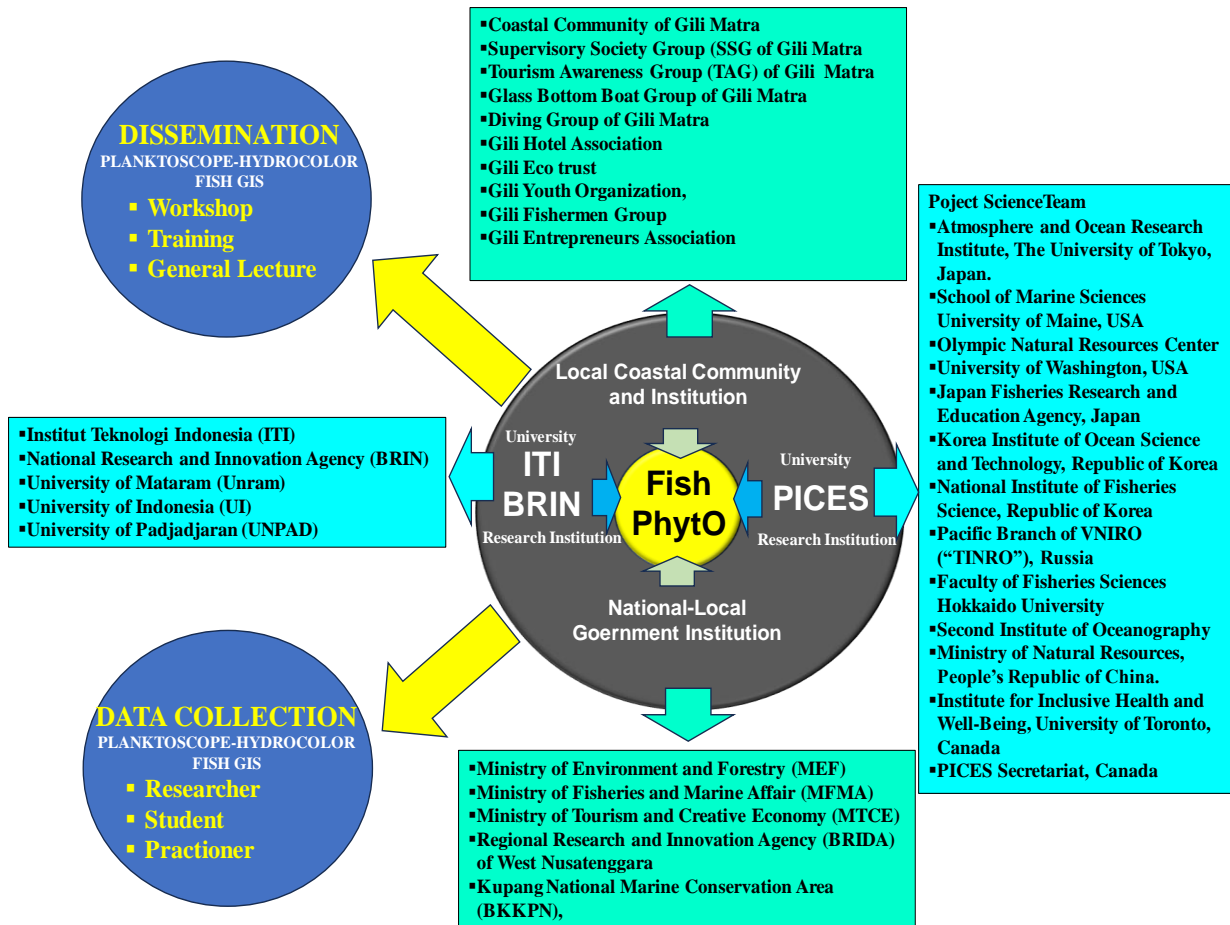 ▪Coastal Community of Gili Matra
▪Supervisory Society Group (SSG of Gili Matra
▪Tourism Awareness Group (TAG) of Gili Matra
▪Glass Bottom Boat Group of Gili Matra
▪Diving Group of Gili Matra
▪Gili Hotel Association
▪Gili Eco trust
▪Gili Youth Organization,
▪Gili Fishermen Group
▪Gili Entrepreneurs Association
DISSEMINATION
PLANKTOSCOPE-HYDROCOLOR
FISH GIS
▪ Workshop
▪ Training
▪ General Lecture
Poject ScienceTeam
▪Atmosphere and Ocean Research
Institute, The University of Tokyo,
Japan.
▪School of Marine Sciences
University of Maine, USA
▪Olympic Natural Resources Center
▪University of Washington, USA
▪Japan Fisheries Research and
Education Agency, Japan
▪Korea Institute of Ocean Science
and Technology, Republic of Korea
▪National Institute of Fisheries
Science, Republic of Korea
▪Pacific Branch of VNIRO
(“TINRO”), Russia
▪Faculty of Fisheries Sciences
Hokkaido University
▪Second Institute of Oceanography
▪Ministry of Natural Resources,
People’s Republic of China.
▪Institute for Inclusive Health and
Well-Being, University of Toronto,
Canada
▪PICES Secretariat, Canada
Local Coastal Community
and Institution
University
ITI
BRIN
Research Institution
Fish
PhytO
University
PICES
Research Institution
National-Local
Goernment Institution
▪Institut Teknologi Indonesia (ITI)
▪National Research and Innovation Agency (BRIN)
▪University of Mataram (Unram)
▪University of Indonesia (UI)
▪University of Padjadjaran (UNPAD)
DATA COLLECTION
PLANKTOSCOPE-HYDROCOLOR
FISH GIS
▪ Researcher
▪ Student
▪ Practioner
▪Ministry of Environment and Forestry (MEF)
▪Ministry of Fisheries and Marine Affair (MFMA)
▪Ministry of Tourism and Creative Economy (MTCE)
▪Regional Research and Innovation Agency (BRIDA)
of West Nusatenggara
▪Kupang National Marine Conservation Area
(BKKPN),